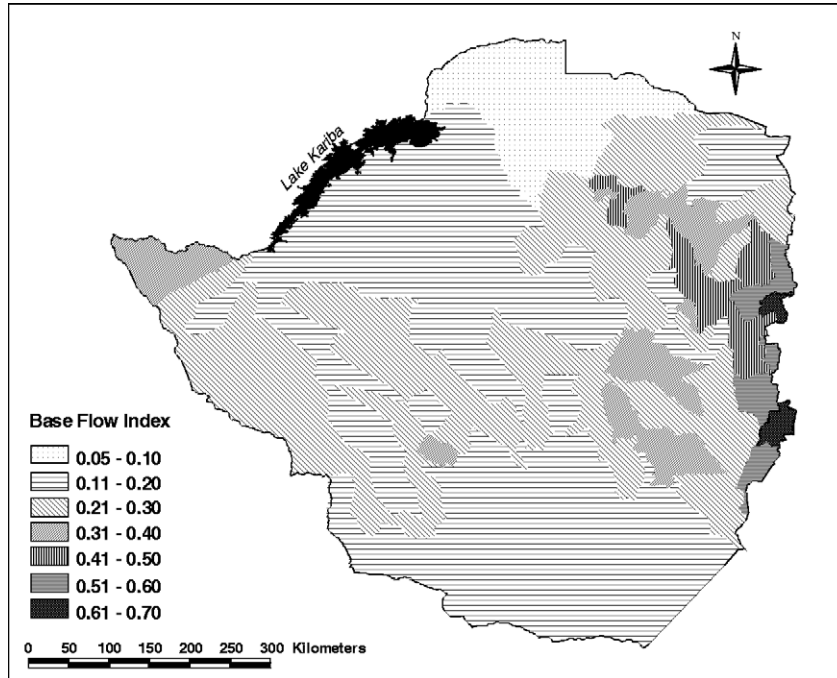 N
Lake Kariba
Base Flow Index
0.05 - 0.10
0.11 - 0.20
0.21 - 0.30
0.31 - 0.40
0.41 - 0.50
0.51 - 0.60
0.61 - 0.70
0 50 100 150 200 250 300 Kilometers